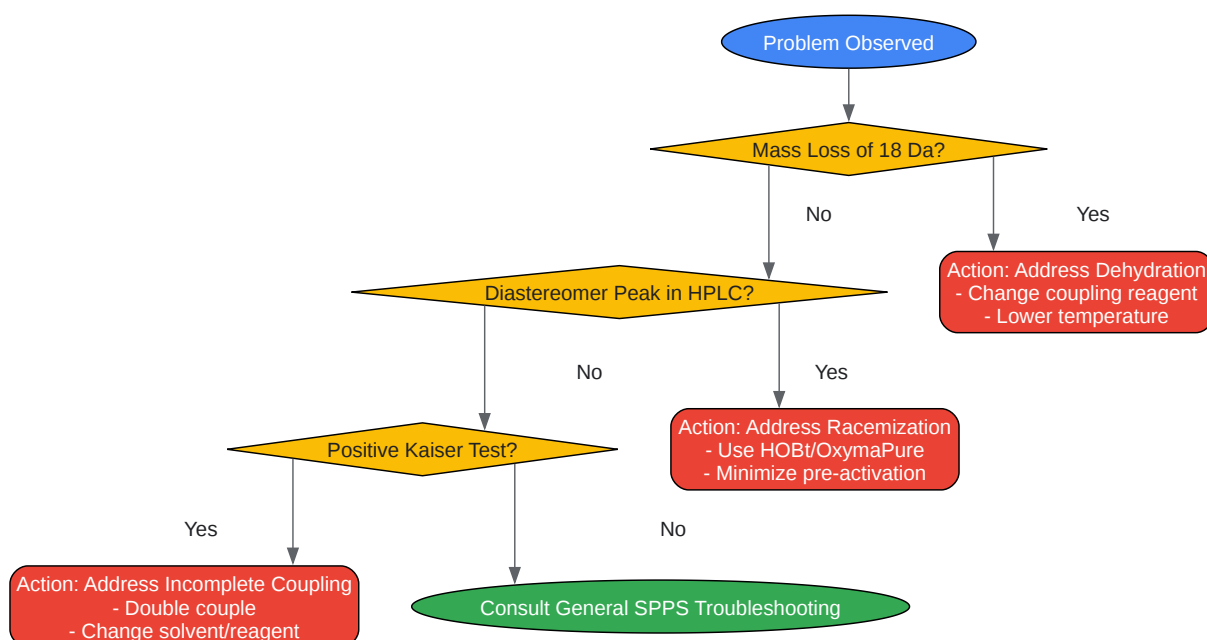 Problem Observed
Mass Loss of 18 Da?
No
Yes
Action: Address Dehydration
- Change coupling reagent
- Lower temperature
Diastereomer Peak in HPLC?
No
Yes
Action: Address Racemization
- Use HOBt/OxymaPure
- Minimize pre-activation
Positive Kaiser Test?
Yes
No
Action: Address Incomplete Coupling
- Double couple
- Change solvent/reagent
Consult General SPPS Troubleshooting